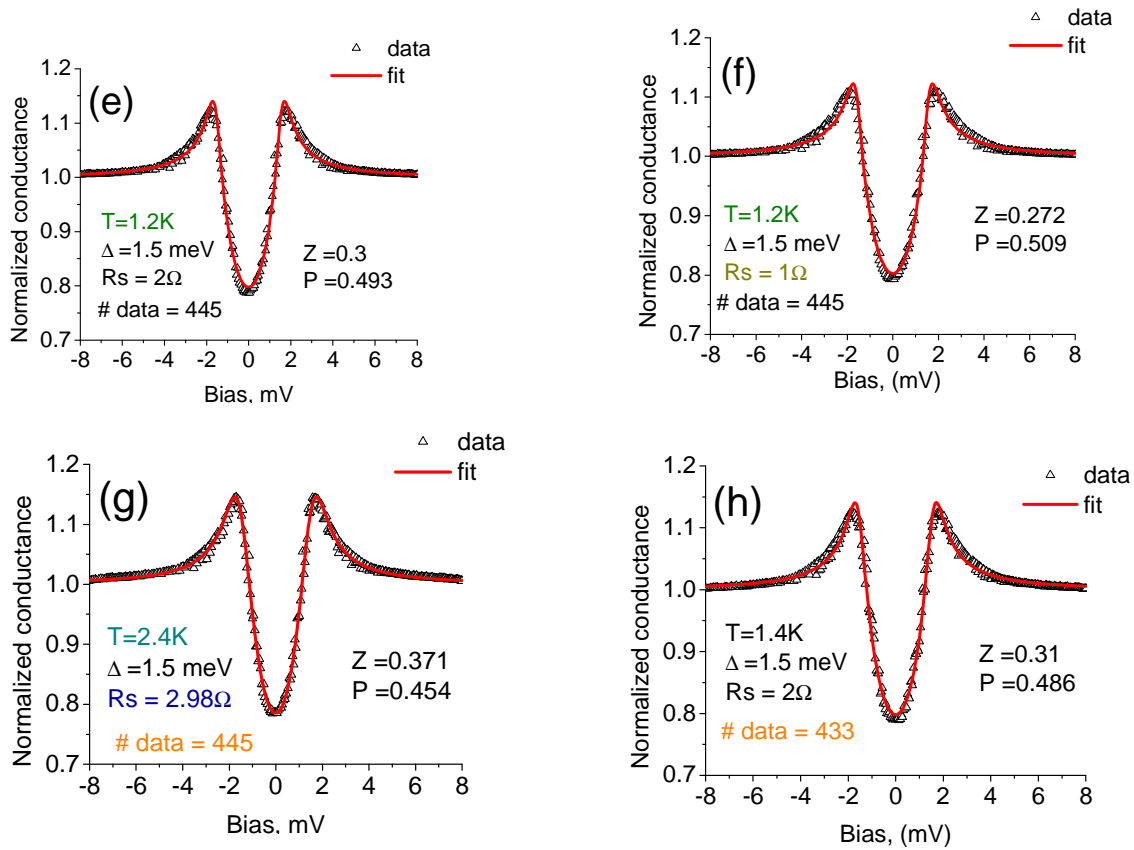 data
fit
(e)
1.2
1.1
1.0
0.9
0.8
0.7
Normalized conductance
T=1.2K
Δ =1.5 meV
Rs = 2Ω
# data = 445
Z =0.3
P =0.493
-8 -6 -4 -2 0 2 4 6 8
Bias, mV
data
fit
(f)
1.2
1.1
1.0
0.9
0.8
0.7
Normalized conductance
T=1.2K
Δ =1.5 meV
Rs = 1Ω
# data = 445
Z =0.272
P =0.509
-8 -6 -4 -2 0 2 4 6 8
Bias, (mV)
data
fit
(g)
1.2
1.1
1.0
0.9
0.8
0.7
Normalized conductance
T=2.4K
Δ =1.5 meV
Rs = 2.98Ω
# data = 445
Z =0.371
P =0.454
-8 -6 -4 -2 0 2 4 6 8
Bias, mV
data
fit
(h)
1.2
1.1
1.0
0.9
0.8
0.7
Normalized conductance
T=1.4K
Δ =1.5 meV
Rs = 2Ω
# data = 433
Z =0.31
P =0.486
-8 -6 -4 -2 0 2 4 6 8
Bias, (mV)